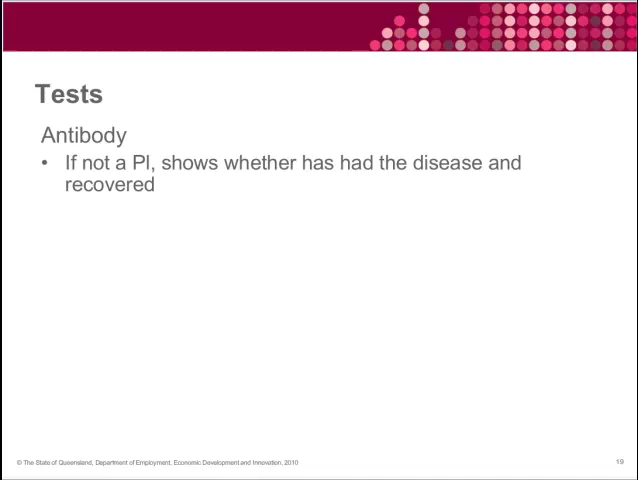 Tests
Antibody
• If not a PI, shows whether has had the disease and
recovered
© The State of Queensland, Department of Employment, Economic Development and Innovation, 2010
19